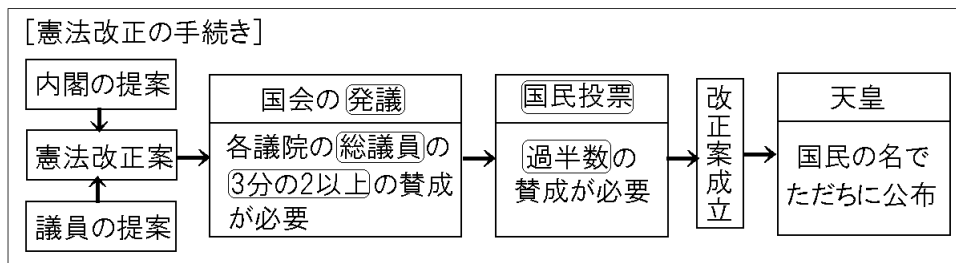 [憲法改正の手続き]
内閣の提案
憲法改正案
議員の提案
国会の発議
各議院の総議員の
3分の2以上の賛成
が必要
国民投票
過半数の
賛成が必要
改正案成立
天皇
国民の名で
ただちに公布